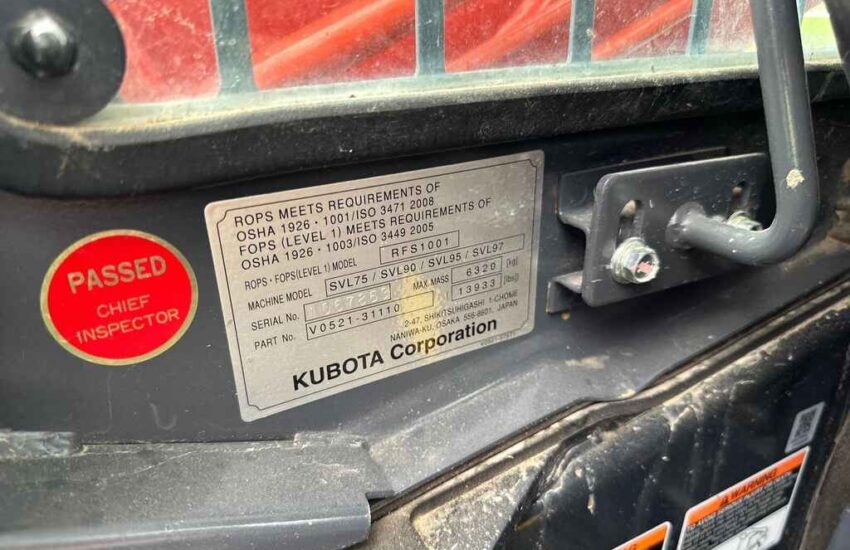 PASSED
CHIEF
INSPECTOR
ROPS MEETS REQUIREMENTS OF
OSHA 1926・1001/ISO 3471 2008
FOPS (LEVEL 1) MEETS REQUIREMENTS OF
OSHA 1926・1003/ISO 3449 2005
ROPS・FOPS(LEVEL 1) MODEL RFS1001
MACHINE MODEL SVL75 / SVL90 / SVL95 / SVL97
SERIAL No. MAX.MASS 6320 [kg]
13933 [lbs]
PART No. V0521-31110
2-47, SHIKITSUHIGASHI 1-CHOME
NANIWA-KU, OSAKA 556-8601, JAPAN
KUBOTA Corporation
WARNING